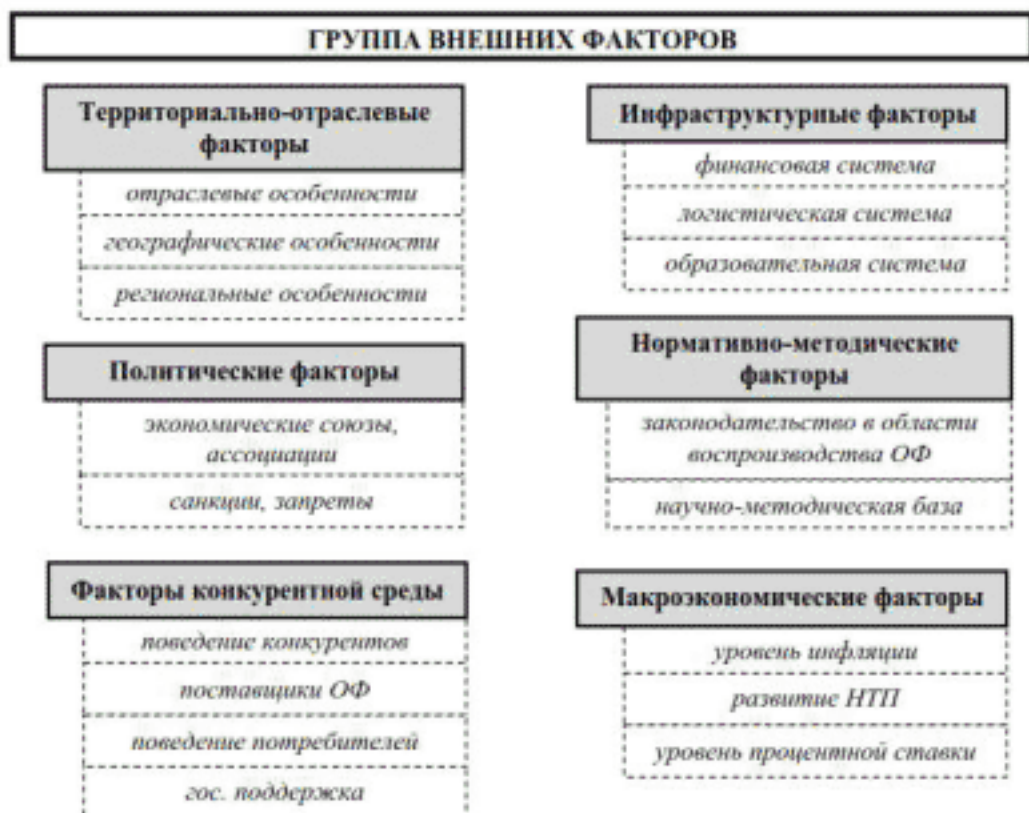 ГРУППА ВНЕШНИХ ФАКТОРОВ
Территориально-отраслевые
факторы
отраслевые особенности
географические особенности
региональные особенности
Инфраструктурные факторы
финансовая система
логистическая система
образовательная система
Политические факторы
экономические союзы,
ассоциации
санкции, запреты
Нормативно-методические
факторы
законодательство в области
воспроизводства ОФ
научно-методическая база
Факторы конкурентной среды
поведение конкурентов
поставщики ОФ
поведение потребителей
гос. поддержка
Макроэкономические факторы
уровень инфляции
развитие НТП
уровень процентной ставки